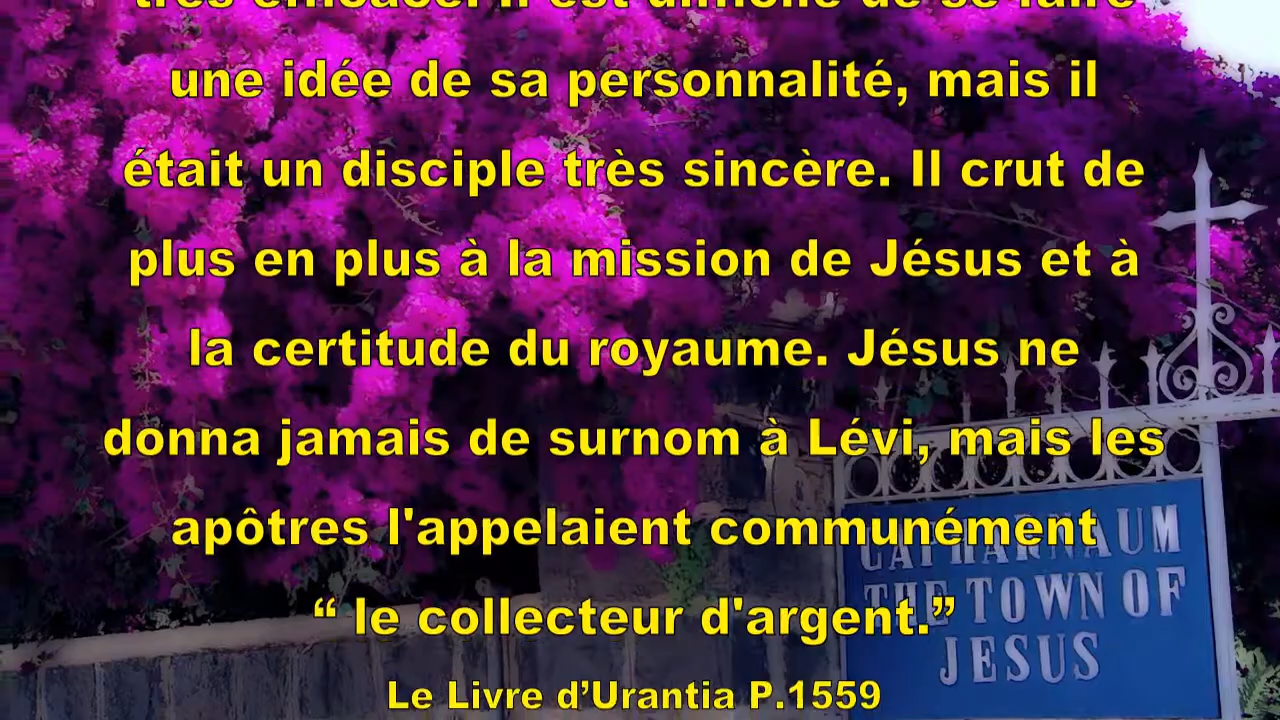 très efficace. Il est difficile de se faire
une idée de sa personnalité, mais il
était un disciple très sincère. Il crut de
plus en plus à la mission de Jésus et à
la certitude du royaume. Jésus ne
donna jamais de surnom à Lévi, mais les
apôtres l'appelaient communément
“ le collecteur d'argent.”
Le Livre d’Urantia P.1559
CAPHARNAUM
THE TOWN OF
JESUS